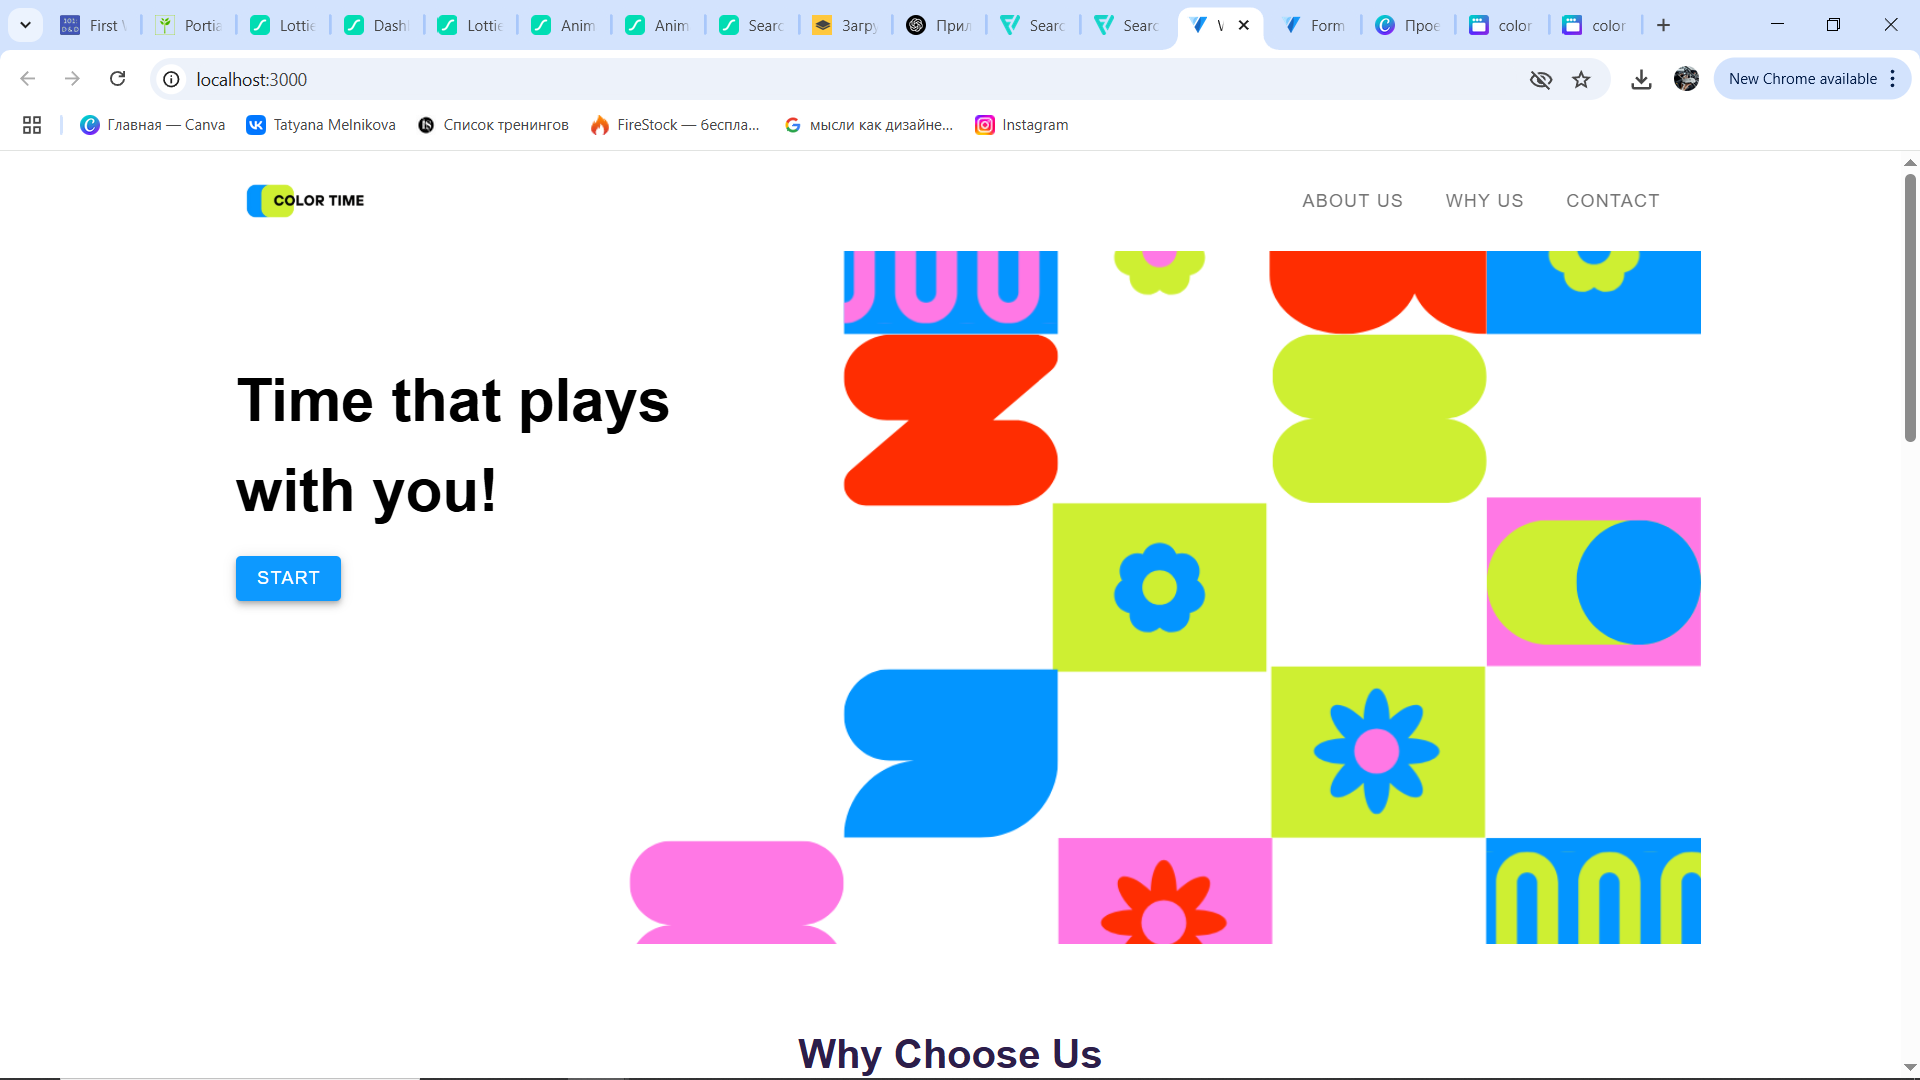 First
Portia
Lottie
Dash
Lottie
Anim
Anim
Searc
Загру
Прил
Searc
Searc
Form
Прое
color
color
localhost:3000
New Chrome available
Главная — Canva
Tatyana Melnikova
Список тренингов
FireStock — беспла...
мысли как дизайне...
Instagram
COLOR TIME
ABOUT US
WHY US
CONTACT
Time that plays
with you!
START
Why Choose Us